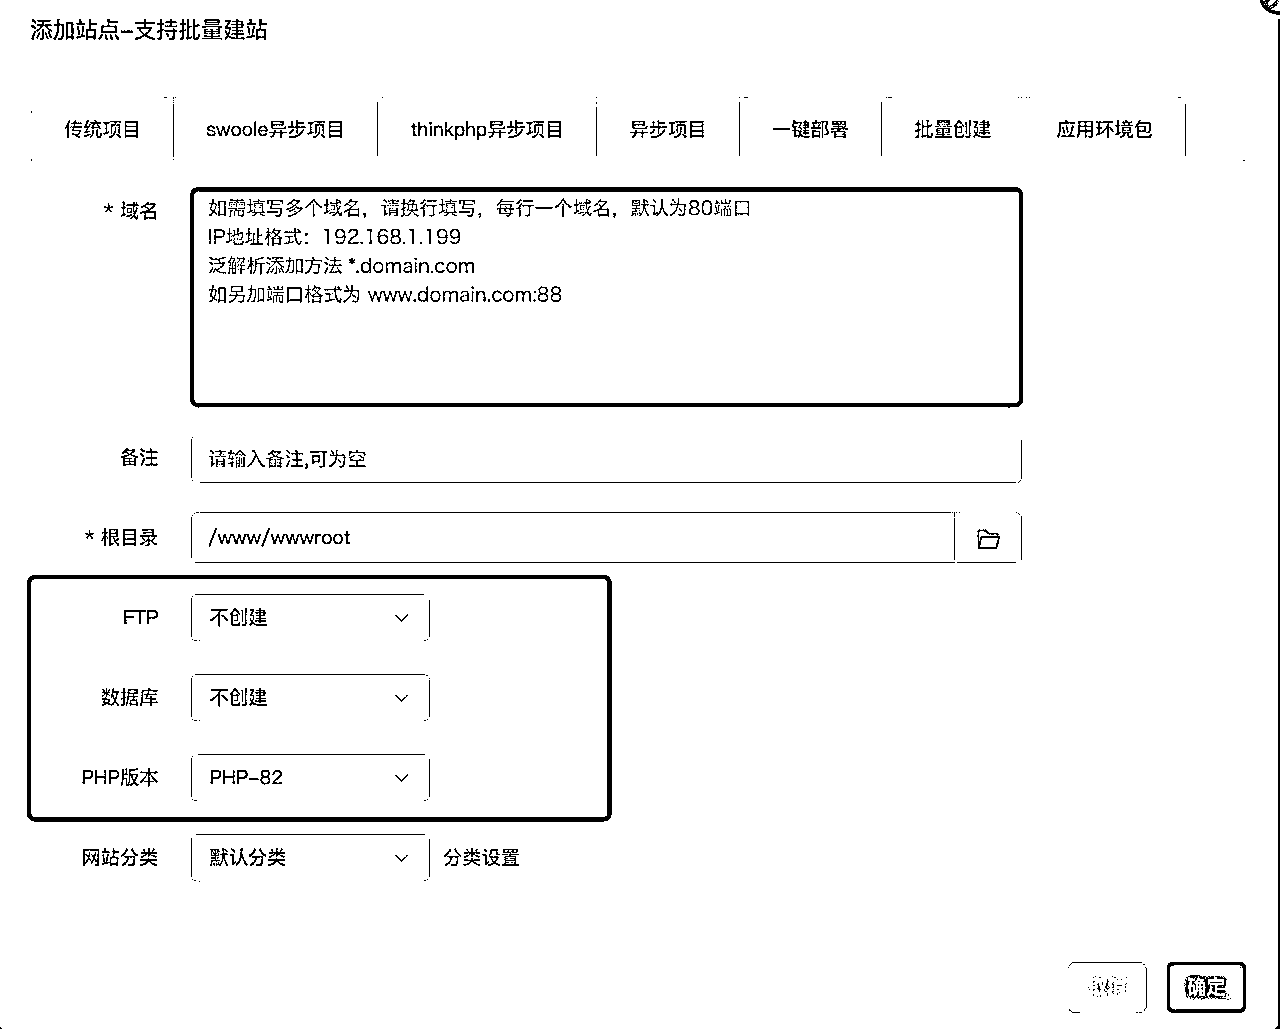 添加站点-支持批量建站
传统项目 swoole异步项目 thinkphp异步项目 异步项目 一键部署 批量创建 应用环境包
* 域名
如需填写多个域名，请换行填写，每行一个域名，默认为80端口
IP地址格式：192.168.1.199
泛解析添加方法 *.domain.com
如另加端口格式为 www.domain.com:88
备注 请输入备注,可为空
* 根目录 /www/wwwroot
FTP 不创建
数据库 不创建
PHP版本 PHP-82
网站分类 默认分类 分类设置
确定